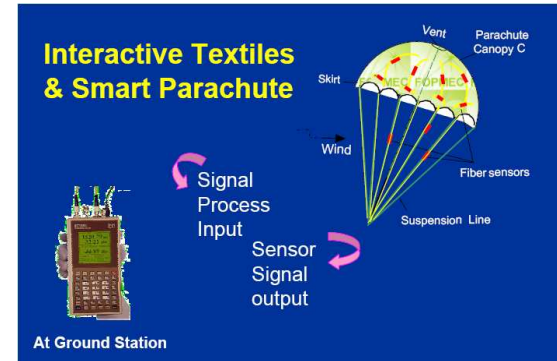 Interactive Textiles
& Smart Parachute
Vent
Parachute
Canopy C
Skirt
Wind
Fiber sensors
Suspension Line
Signal
Process
Input
Sensor
Signal
output
At Ground Station